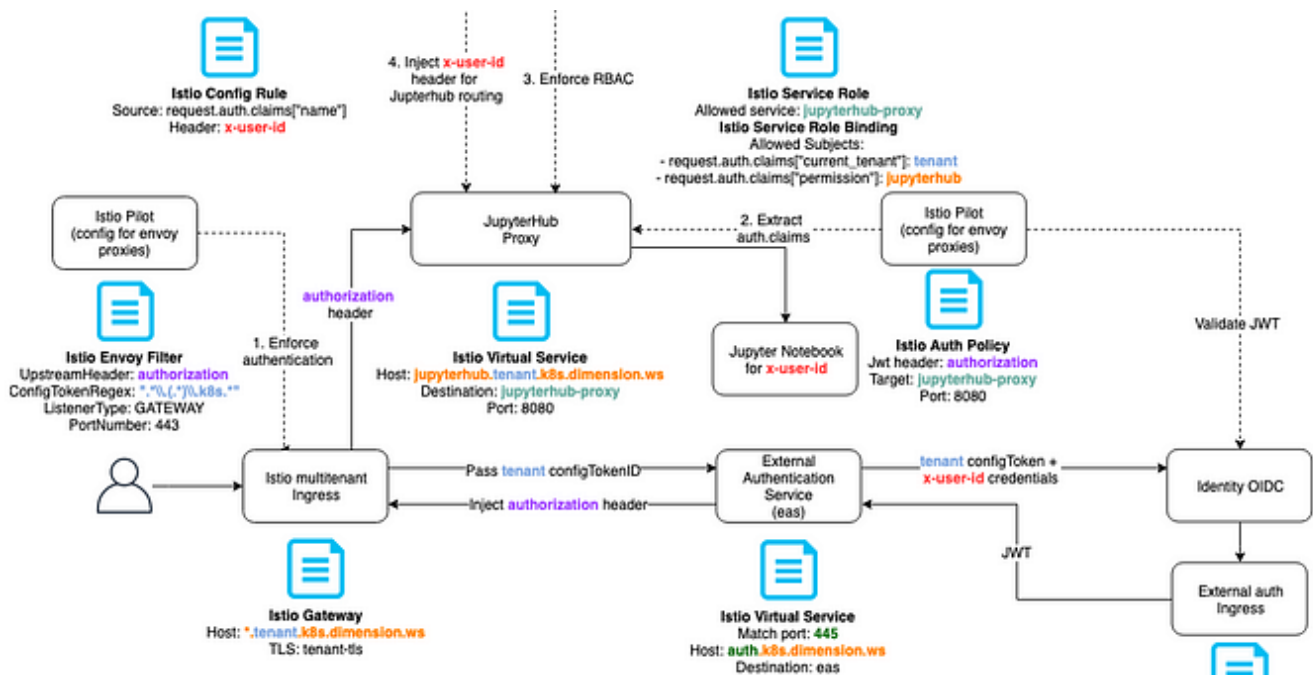 Istio Config Rule
Source: request.auth.claims["name"]
Header: x-user-id
4. Inject x-user-id
header for
Jupterhub routing
3. Enforce RBAC
Istio Service Role
Allowed service: jupyterhub-proxy
Istio Service Role Binding
Allowed Subjects:
- request.auth.claims["current_tenant"]: tenant
- request.auth.claims["permission"]: jupyterhub
Istio Pilot
(config for envoy
proxies)
JupyterHub
Proxy
2. Extract
auth.claims
Istio Pilot
(config for envoy
proxies)
authorization
header
1. Enforce
authentication
Validate JWT
Istio Envoy Filter
UpstreamHeader: authorization
ConfigTokenRegex: ".*\\.(.*)\\.k8s.*"
ListenerType: GATEWAY
PortNumber: 443
Istio Virtual Service
Host: jupyterhub.tenant.k8s.dimension.ws
Destination: jupyterhub-proxy
Port: 8080
Jupyter Notebook
for x-user-id
Istio Auth Policy
Jwt header: authorization
Target: jupyterhub-proxy
Port: 8080
Istio multitenant
Ingress
Pass tenant configTokenID
Inject authorization header
External
Authentication
Service
(eas)
tenant configToken +
x-user-id credentials
Identity OIDC
JWT
External auth
Ingress
Istio Gateway
Host: *.tenant.k8s.dimension.ws
TLS: tenant-tls
Istio Virtual Service
Match port: 445
Host: auth.k8s.dimension.ws
Destination: eas